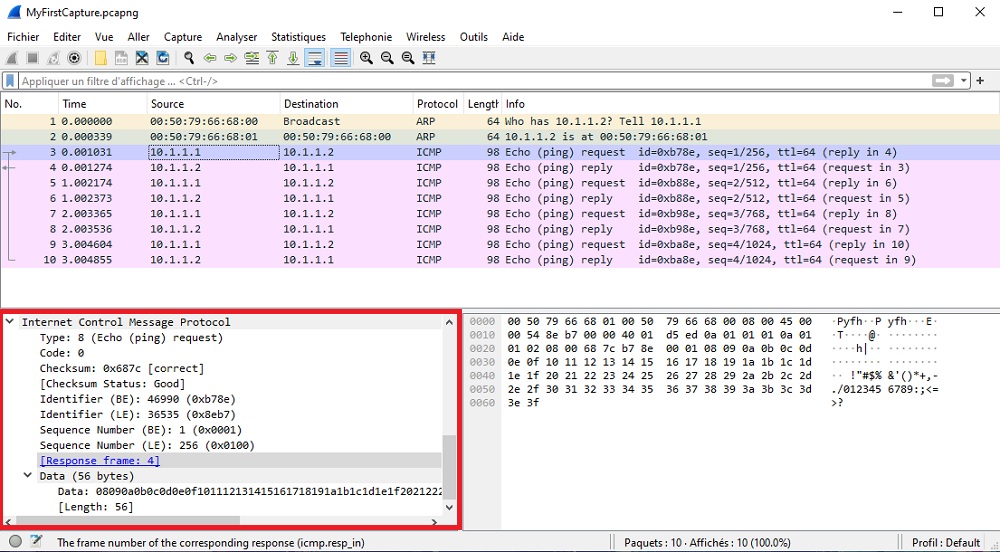 MyFirstCapture.pcapng
Fichier Editer Vue Aller Capture Analyser Statistiques Telephonie Wireless Outils Aide
Appliquer un filtre d'affichage ... <Ctrl-/>
No. Time Source Destination Protocol Length Info
1 0.000000 00:50:79:66:68:00 Broadcast ARP 64 Who has 10.1.1.2? Tell 10.1.1.1
2 0.000339 00:50:79:66:68:01 00:50:79:66:68:00 ARP 64 10.1.1.2 is at 00:50:79:66:68:01
3 0.001031 10.1.1.1 10.1.1.2 ICMP 98 Echo (ping) request id=0xb78e, seq=1/256, ttl=64 (reply in 4)
4 0.001274 10.1.1.2 10.1.1.1 ICMP 98 Echo (ping) reply id=0xb78e, seq=1/256, ttl=64 (request in 3)
5 1.002174 10.1.1.1 10.1.1.2 ICMP 98 Echo (ping) request id=0xb88e, seq=2/512, ttl=64 (reply in 6)
6 1.002373 10.1.1.2 10.1.1.1 ICMP 98 Echo (ping) reply id=0xb88e, seq=2/512, ttl=64 (request in 5)
7 2.003365 10.1.1.1 10.1.1.2 ICMP 98 Echo (ping) request id=0xb98e, seq=3/768, ttl=64 (reply in 8)
8 2.003536 10.1.1.2 10.1.1.1 ICMP 98 Echo (ping) reply id=0xb98e, seq=3/768, ttl=64 (request in 7)
9 3.004604 10.1.1.1 10.1.1.2 ICMP 98 Echo (ping) request id=0xba8e, seq=4/1024, ttl=64 (reply in 10)
10 3.004855 10.1.1.2 10.1.1.1 ICMP 98 Echo (ping) reply id=0xba8e, seq=4/1024, ttl=64 (request in 9)
Internet Control Message Protocol
Type: 8 (Echo (ping) request)
Code: 0
Checksum: 0x687c [correct]
[Checksum Status: Good]
Identifier (BE): 46990 (0xb78e)
Identifier (LE): 36535 (0x8eb7)
Sequence Number (BE): 1 (0x0001)
Sequence Number (LE): 256 (0x0100)
[Response frame: 4]
Data (56 bytes)
Data: 08090a0b0c0d0e0f101112131415161718191a1b1c1d1e1f2021222
[Length: 56]
0000 00 50 79 66 68 01 00 50 79 66 68 00 08 00 45 00 ·Pyfh··P yfh···E·
0010 00 54 8e b7 00 00 40 01 d5 ed 0a 01 01 01 0a 01 ·T····@· ········
0020 01 02 08 00 68 7c b7 8e 00 01 08 09 0a 0b 0c 0d ····h|·· ········
0030 0e 0f 10 11 12 13 14 15 16 17 18 19 1a 1b 1c 1d ········ ········
0040 1e 1f 20 21 22 23 24 25 26 27 28 29 2a 2b 2c 2d ·· !"#$% &'()*+,-
0050 2e 2f 30 31 32 33 34 35 36 37 38 39 3a 3b 3c 3d ./012345 6789:;<=
0060 3e 3f >?
The frame number of the corresponding response (icmp.resp_in) Paquets : 10 · Affichés : 10 (100.0%) Profil : Default